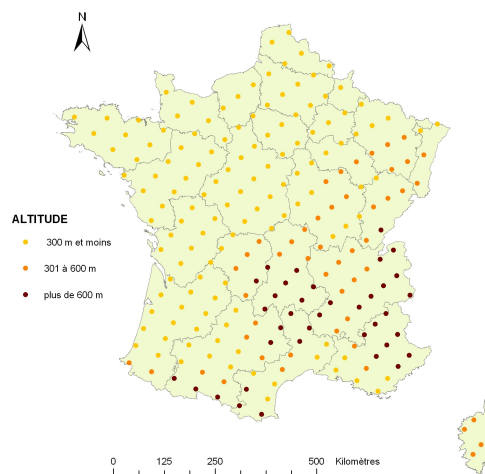 N
ALTITUDE
300 m et moins
301 à 600 m
plus de 600 m
0 125 250 500 Kilomètres